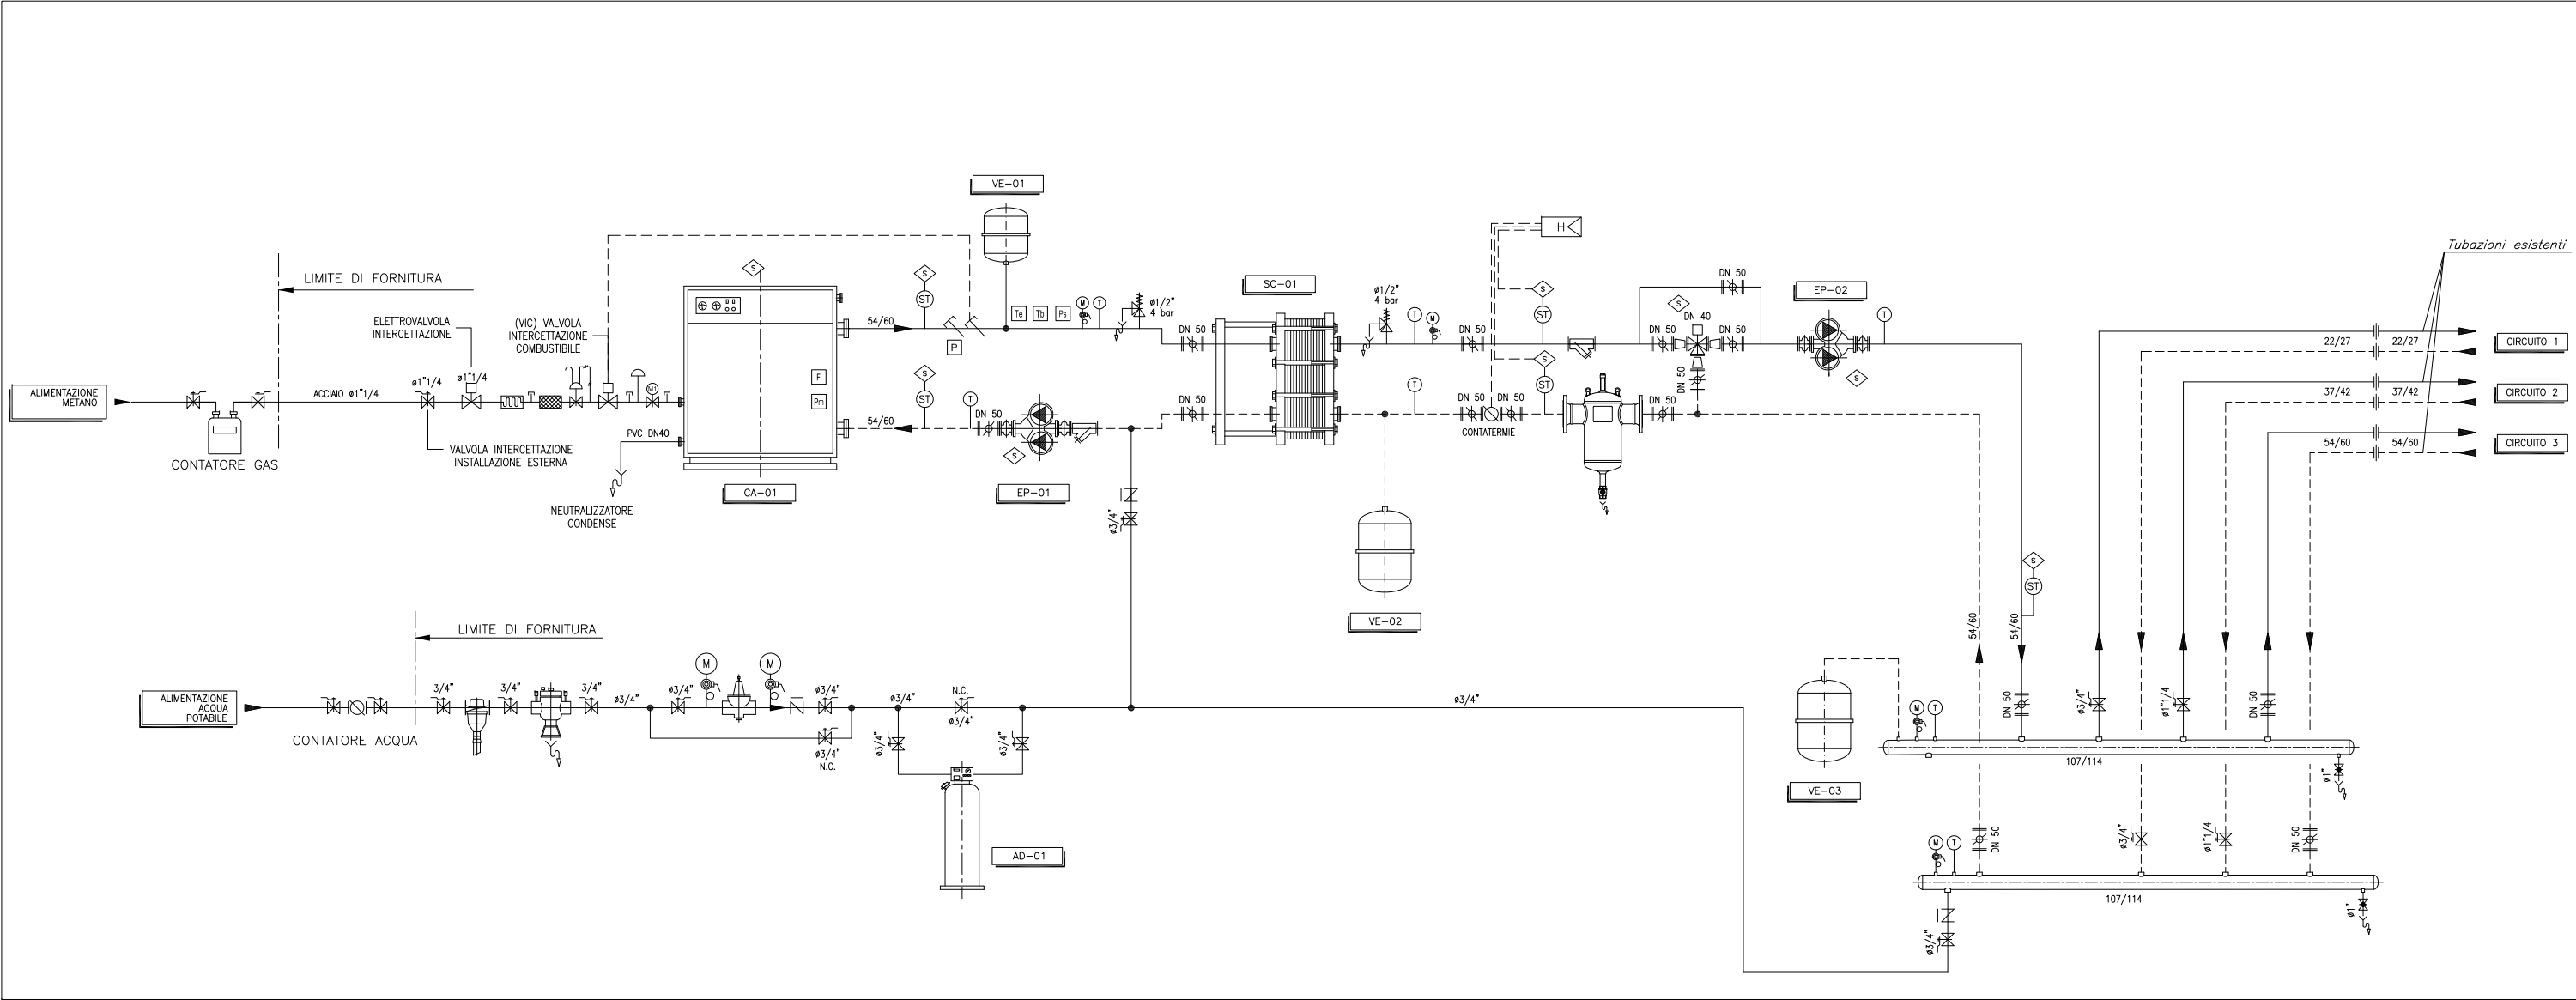 VE-01
H
Tubazioni esistenti
LIMITE DI FORNITURA
ELETTROVALVOLA
INTERCETTAZIONE
(VIC) VALVOLA
INTERCETTAZIONE
COMBUSTIBILE
S
S
ST
54/60
P
Te
Tb
Ps
M
T
ø1/2"
4 bar
DN 50
SC-01
ø1/2"
4 bar
T
M
DN 50
S
ST
DN 50
S
DN 40
DN 50
DN 50
DN 50
EP-02
S
T
22/27
22/27
CIRCUITO 1
37/42
37/42
CIRCUITO 2
54/60
54/60
CIRCUITO 3
ALIMENTAZIONE
METANO
CONTATORE GAS
ACCIAIO ø1"1/4
ø1"1/4
ø1"1/4
VALVOLA INTERCETTAZIONE
INSTALLAZIONE ESTERNA
PVC DN40
NEUTRALIZZATORE
CONDENSE
F
Pm
CA-01
S
ST
54/60
T
DN 50
S
EP-01
DN 50
ø3/4"
T
DN 50
DN 50
CONTATERMIE
S
ST
DN 50
VE-02
LIMITE DI FORNITURA
ALIMENTAZIONE
ACQUA
POTABILE
CONTATORE ACQUA
3/4"
3/4"
3/4"
ø3/4"
ø3/4"
M
M
ø3/4"
ø3/4"
N.C.
ø3/4"
N.C.
ø3/4"
ø3/4"
ø3/4"
AD-01
ø3/4"
S
ST
54/60
54/60
VE-03
M
T
DN 50
ø3/4"
ø1"1/4
DN 50
107/114
ø1"
M
T
DN 50
ø3/4"
ø1"1/4
DN 50
107/114
ø1"
ø3/4"